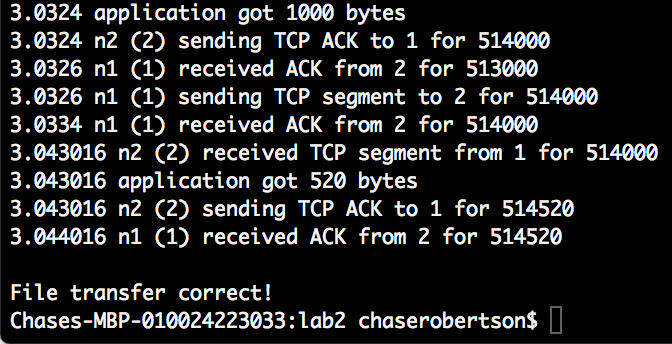 3.0324 application got 1000 bytes
3.0324 n2 (2) sending TCP ACK to 1 for 514000
3.0326 n1 (1) received ACK from 2 for 513000
3.0326 n1 (1) sending TCP segment to 2 for 514000
3.0334 n1 (1) received ACK from 2 for 514000
3.043016 n2 (2) received TCP segment from 1 for 514000
3.043016 application got 520 bytes
3.043016 n2 (2) sending TCP ACK to 1 for 514520
3.044016 n1 (1) received ACK from 2 for 514520
File transfer correct!
Chases-MBP-010024223033:lab2 chaserobertson$